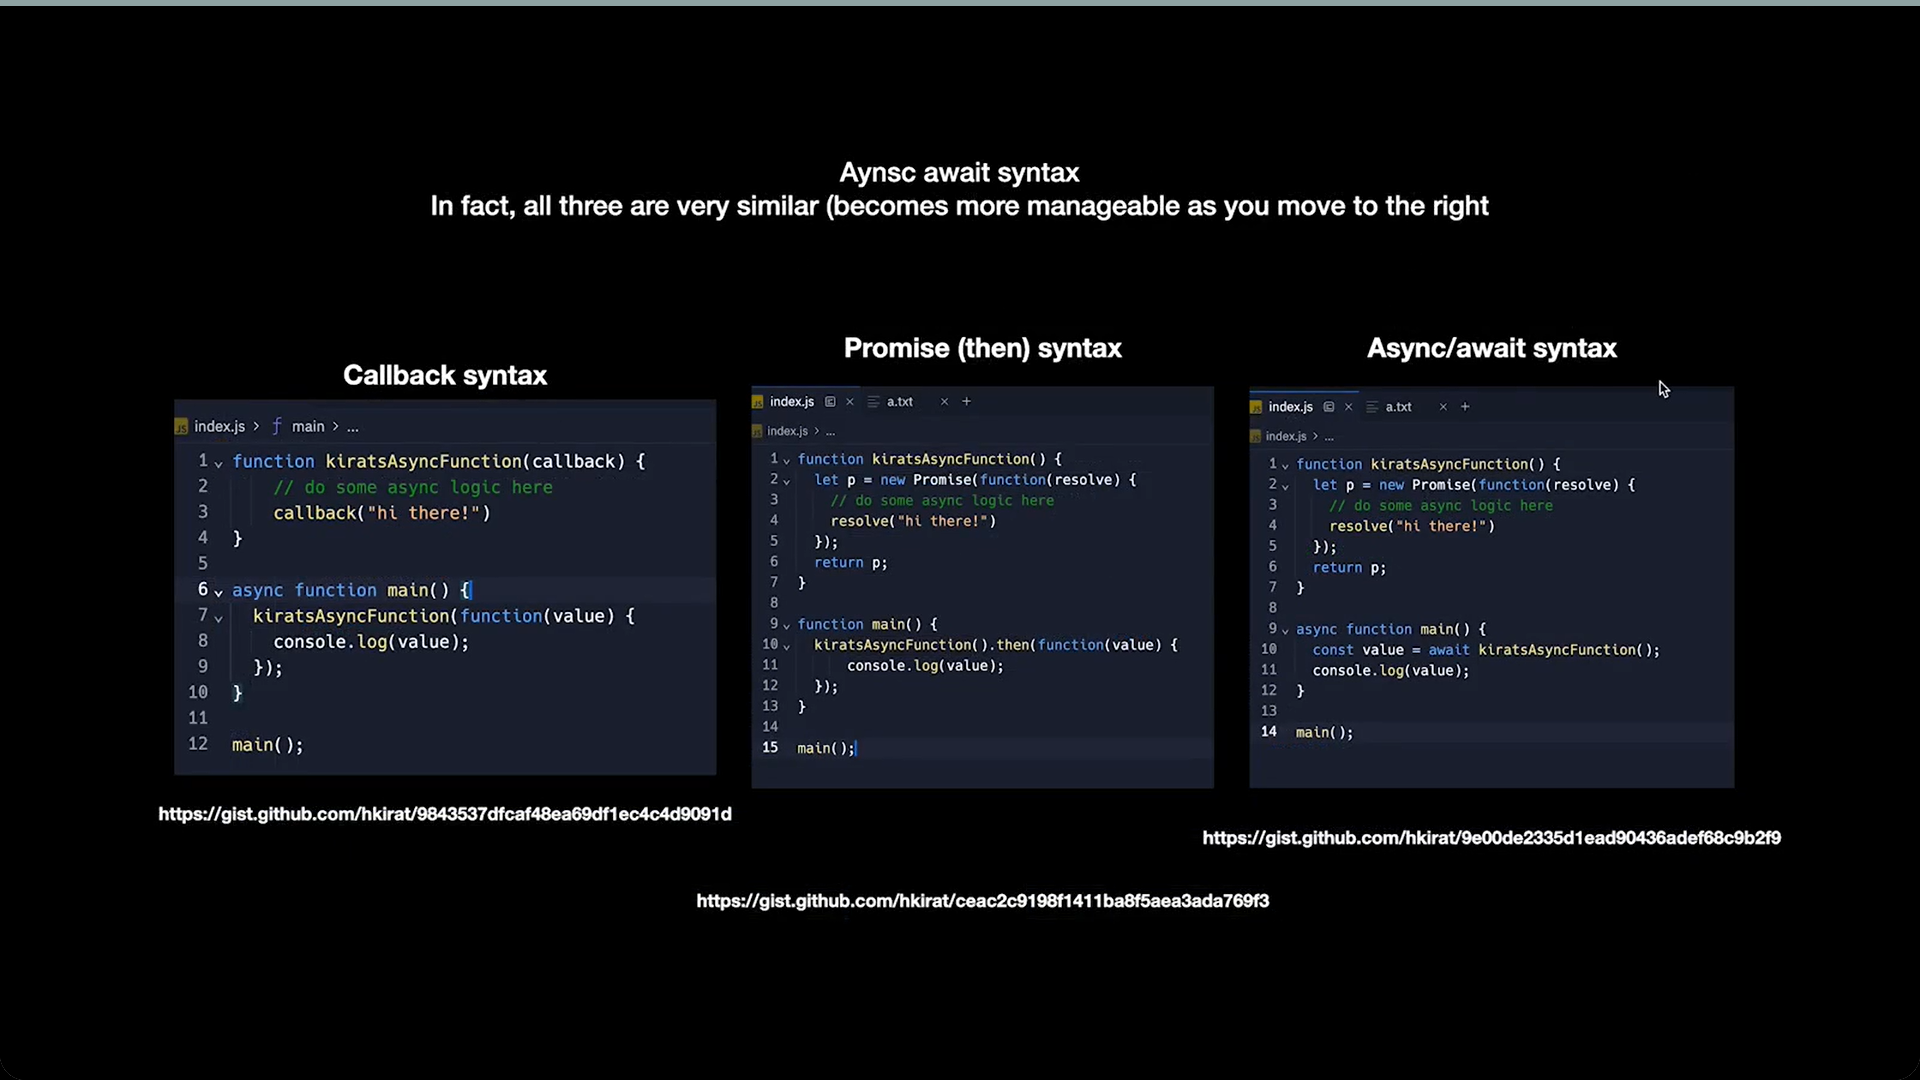 Aynsc await syntax
In fact, all three are very similar (becomes more manageable as you move to the right
Callback syntax
index.js > ƒ main > ...
1 function kiratsAsyncFunction(callback) {
2 // do some async logic here
3 callback("hi there!")
4 }
5
6 async function main() {
7 kiratsAsyncFunction(function(value) {
8 console.log(value);
9 });
10 }
11
12 main();
https://gist.github.com/hkirat/9843537dfcaf48ea69df1ec4c4d9091d
Promise (then) syntax
JS index.js × a.txt × +
JS index.js > ...
1 function kiratsAsyncFunction() {
2 let p = new Promise(function(resolve) {
3 // do some async logic here
4 resolve("hi there!")
5 });
6 return p;
7 }
8
9 function main() {
10 kiratsAsyncFunction().then(function(value) {
11 console.log(value);
12 });
13 }
14
15 main();
https://gist.github.com/hkirat/ceac2c9198f1411ba8f5aea3ada769f3
Async/await syntax
JS index.js × a.txt × +
JS index.js > ...
1 function kiratsAsyncFunction() {
2 let p = new Promise(function(resolve) {
3 // do some async logic here
4 resolve("hi there!")
5 });
6 return p;
7 }
8
9 async function main() {
10 const value = await kiratsAsyncFunction();
11 console.log(value);
12 }
13
14 main();
https://gist.github.com/hkirat/9e00de2335d1ead90436adef68c9b2f9